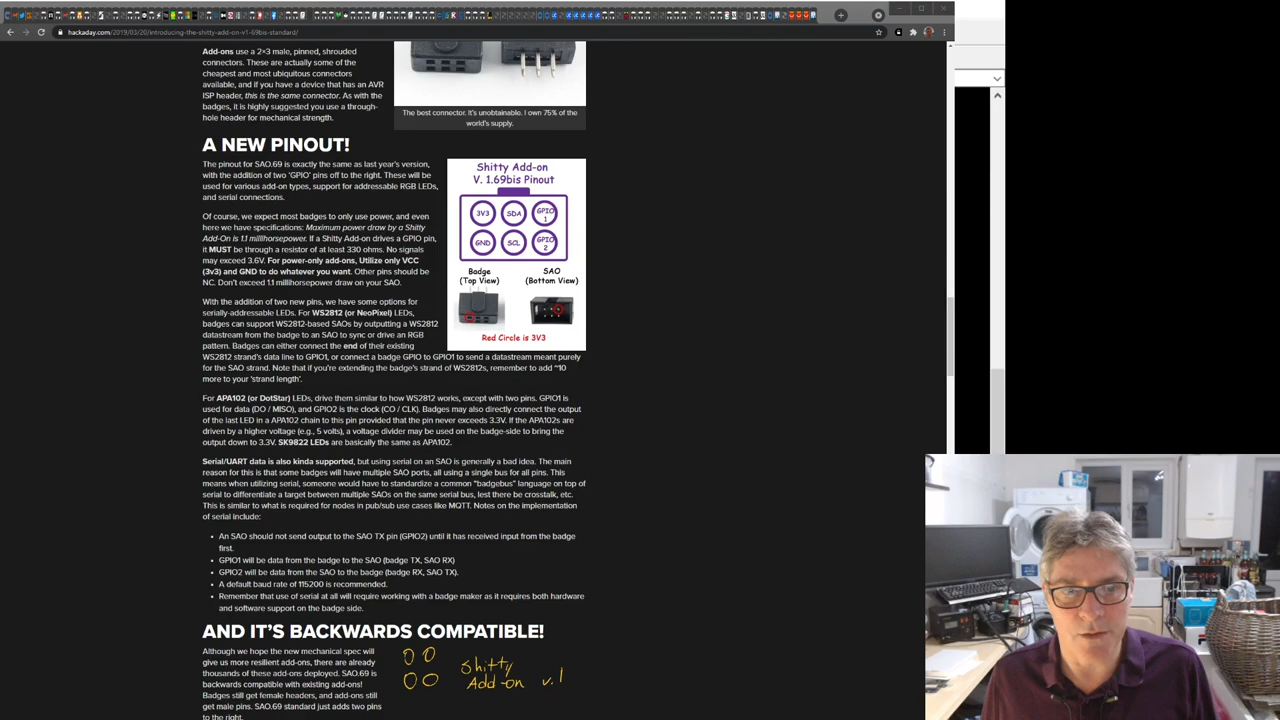 hackaday.com/2019/03/20/introducing-the-shitty-add-on-v1-69bis-standard/
Add-ons use a 2×3 male, pinned, shrouded
connectors. These are actually some of the
cheapest and most ubiquitous connectors
available, and if you have a device that has an AVR
ISP header, this is the same connector. As with the
badges, it is highly suggested you use a through-
hole header for mechanical strength.
The best connector. It's unobtainable. I own 75% of the
world's supply.
A NEW PINOUT!
The pinout for SAO.69 is exactly the same as last year's version,
with the addition of two 'GPIO' pins off to the right. These will be
used for various add-on types, support for addressable RGB LEDs,
and serial connections.
Of course, we expect most badges to only use power, and even
here we have specifications: Maximum power draw by a Shitty
Add-On is 1.1 millihorsepower. If a Shitty Add-on drives a GPIO pin,
it MUST be through a resistor of at least 330 ohms. No signals
may exceed 3.6V. For power-only add-ons, Utilize only VCC
(3v3) and GND to do whatever you want. Other pins should be
NC. Don't exceed 1.1 millihorsepower draw on your SAO.
With the addition of two new pins, we have some options for
serially-addressable LEDs. For WS2812 (or NeoPixel) LEDs,
badges can support WS2812-based SAOs by outputting a WS2812
datastream from the badge to an SAO to sync or drive an RGB
pattern. Badges can either connect the end of their existing
WS2812 strand's data line to GPIO1, or connect a badge GPIO to GPIO1 to send a datastream meant purely
for the SAO strand. Note that if you're extending the badge's strand of WS2812s, remember to add ~10
more to your 'strand length'.
Shitty Add-on
V. 1.69bis Pinout
3V3 SDA GPIO 1
GND SCL GPIO 2
Badge
(Top View)
SAO
(Bottom View)
Red Circle is 3V3
For APA102 (or DotStar) LEDs, drive them similar to how WS2812 works, except with two pins. GPIO1 is
used for data (DO / MISO), and GPIO2 is the clock (CO / CLK). Badges may also directly connect the output
of the last LED in a APA102 chain to this pin provided that the pin never exceeds 3.3V. If the APA102s are
driven by a higher voltage (e.g., 5 volts), a voltage divider may be used on the badge-side to bring the
output down to 3.3V. SK9822 LEDs are basically the same as APA102.
Serial/UART data is also kinda supported, but using serial on an SAO is generally a bad idea. The main
reason for this is that some badges will have multiple SAO ports, all using a single bus for all pins. This
means when utilizing serial, someone would have to standardize a common "badgebus" language on top of
serial to differentiate a target between multiple SAOs on the same serial bus, lest there be crosstalk, etc.
This is similar to what is required for nodes in pub/sub use cases like MQTT. Notes on the implementation
of serial include:
• An SAO should not send output to the SAO TX pin (GPIO2) until it has received input from the badge
first.
• GPIO1 will be data from the badge to the SAO (badge TX, SAO RX)
• GPIO2 will be data from the SAO to the badge (badge RX, SAO TX).
• A default baud rate of 115200 is recommended.
• Remember that use of serial at all will require working with a badge maker as it requires both hardware
and software support on the badge side.
AND IT'S BACKWARDS COMPATIBLE!
Although we hope the new mechanical spec will
give us more resilient add-ons, there are already
thousands of these add-ons deployed. SAO.69 is
backwards compatible with existing add-ons!
Badges still get female headers, and add-ons still
get male pins. SAO.69 standard just adds two pins
to the right.
Shitty
Add-on v.1